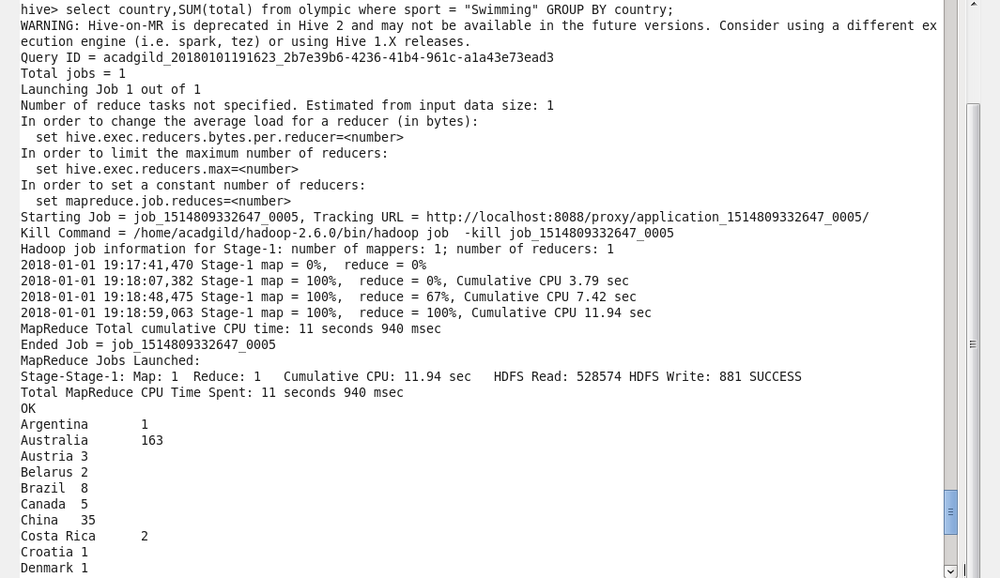 hive> select country,SUM(total) from olympic where sport = "Swimming" GROUP BY country;
WARNING: Hive-on-MR is deprecated in Hive 2 and may not be available in the future versions. Consider using a different ex
ecution engine (i.e. spark, tez) or using Hive 1.X releases.
Query ID = acadgild_20180101191623_2b7e39b6-4236-41b4-961c-a1a43e73ead3
Total jobs = 1
Launching Job 1 out of 1
Number of reduce tasks not specified. Estimated from input data size: 1
In order to change the average load for a reducer (in bytes):
  set hive.exec.reducers.bytes.per.reducer=<number>
In order to limit the maximum number of reducers:
  set hive.exec.reducers.max=<number>
In order to set a constant number of reducers:
  set mapreduce.job.reduces=<number>
Starting Job = job_1514809332647_0005, Tracking URL = http://localhost:8088/proxy/application_1514809332647_0005/
Kill Command = /home/acadgild/hadoop-2.6.0/bin/hadoop job  -kill job_1514809332647_0005
Hadoop job information for Stage-1: number of mappers: 1; number of reducers: 1
2018-01-01 19:17:41,470 Stage-1 map = 0%,  reduce = 0%
2018-01-01 19:18:07,382 Stage-1 map = 100%,  reduce = 0%, Cumulative CPU 3.79 sec
2018-01-01 19:18:48,475 Stage-1 map = 100%,  reduce = 67%, Cumulative CPU 7.42 sec
2018-01-01 19:18:59,063 Stage-1 map = 100%,  reduce = 100%, Cumulative CPU 11.94 sec
MapReduce Total cumulative CPU time: 11 seconds 940 msec
Ended Job = job_1514809332647_0005
MapReduce Jobs Launched:
Stage-Stage-1: Map: 1  Reduce: 1   Cumulative CPU: 11.94 sec   HDFS Read: 528574 HDFS Write: 881 SUCCESS
Total MapReduce CPU Time Spent: 11 seconds 940 msec
OK
Argentina       1
Australia       163
Austria 3
Belarus 2
Brazil  8
Canada  5
China   35
Costa Rica      2
Croatia 1
Denmark 1